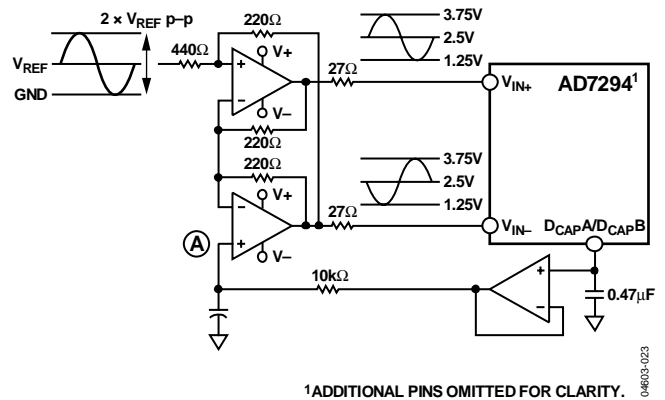 2 × VREF p–p
VREF
GND
440Ω
220Ω
V+
V–
220Ω
220Ω
V+
V–
A
27Ω
27Ω
3.75V
2.5V
1.25V
3.75V
2.5V
1.25V
VIN+
AD7294¹
VIN–
DCAPA/DCAPB
10kΩ
0.47µF
¹ADDITIONAL PINS OMITTED FOR CLARITY.
04603-023